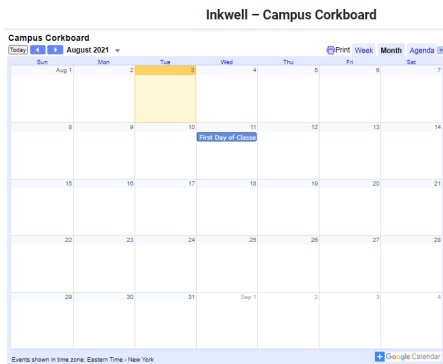 Inkwell – Campus Corkboard
Campus Corkboard
Today August 2021 Print Week Month Agenda
Sun Mon Tue Wed Thu Fri Sat
Aug 1 2 3 4 5 6 7
8 9 10 11 12 13 14
First Day of Classe
15 16 17 18 19 20 21
22 23 24 25 26 27 28
29 30 31 Sep 1 2 3 4
Events shown in time zone: Eastern Time - New York
Google Calendar